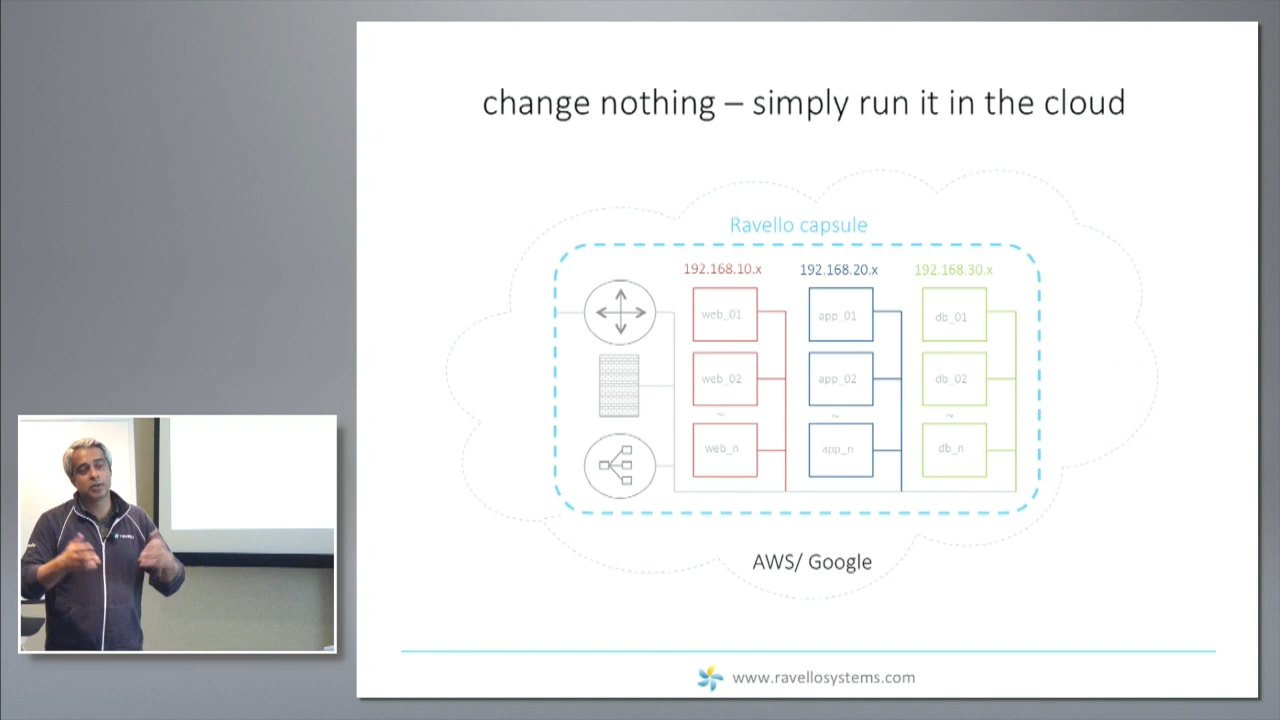 change nothing – simply run it in the cloud
Ravello capsule
192.168.10.x 192.168.20.x 192.168.30.x
web_01 app_01 db_01
web_02 app_02 db_02
~ ~ ~
web_n app_n db_n
AWS/ Google
www.ravellosystems.com